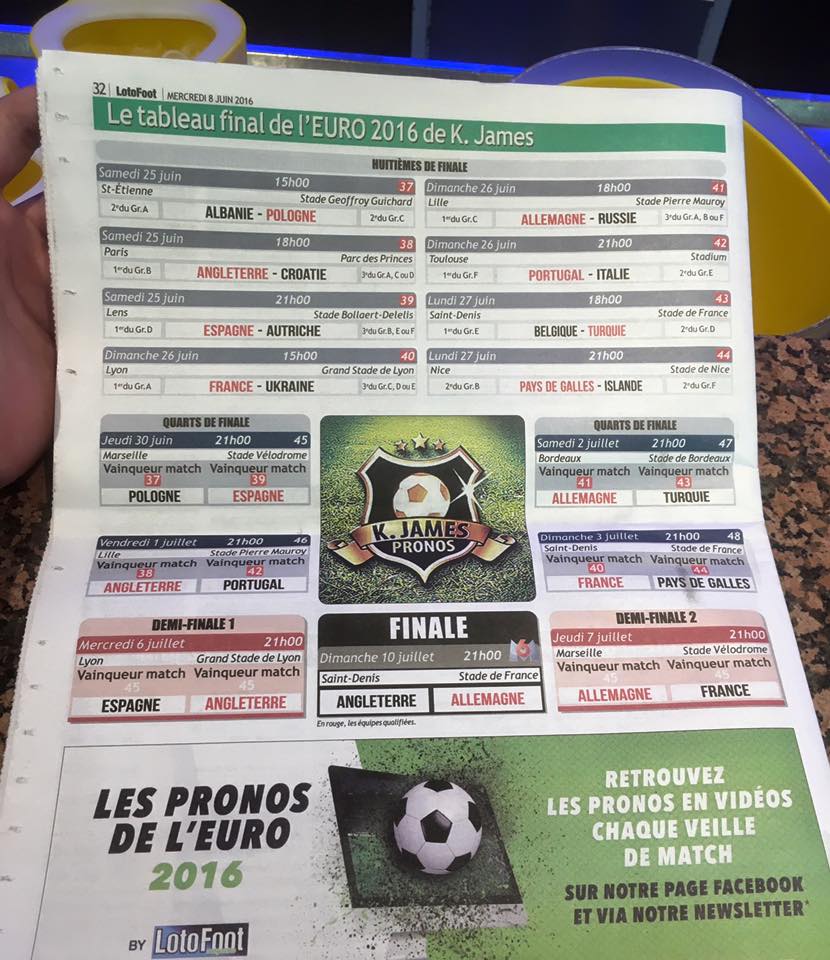 32 | LotoFoot | MERCREDI 8 JUIN 2016
Le tableau final de l'EURO 2016 de K. James
HUITIÈMES DE FINALE
Samedi 25 juin 15h00 37
St-Étienne Stade Geoffroy Guichard
2e du Gr.A ALBANIE - POLOGNE 2e du Gr.C
Samedi 25 juin 18h00 38
Paris Parc des Princes
1er du Gr.B ANGLETERRE - CROATIE 3e du Gr.A, C ou D
Samedi 25 juin 21h00 39
Lens Stade Bollaert-Delelis
1er du Gr.D ESPAGNE - AUTRICHE 3e du Gr.B, E ou F
Dimanche 26 juin 15h00 40
Lyon Grand Stade de Lyon
1er du Gr.A FRANCE - UKRAINE 3e du Gr.C, D ou E
Dimanche 26 juin 18h00 41
Lille Stade Pierre Mauroy
1er du Gr.C ALLEMAGNE - RUSSIE 3e du Gr.A, B ou F
Dimanche 26 juin 21h00 42
Toulouse Stadium
1er du Gr.F PORTUGAL - ITALIE 2e du Gr.E
Lundi 27 juin 18h00 43
Saint-Denis Stade de France
1er du Gr.E BELGIQUE - TURQUIE 2e du Gr.D
Lundi 27 juin 21h00 44
Nice Stade de Nice
2e du Gr.B PAYS DE GALLES - ISLANDE 2e du Gr.F
QUARTS DE FINALE
Jeudi 30 juin 21h00 45
Marseille Stade Vélodrome
Vainqueur match Vainqueur match
37 39
POLOGNE ESPAGNE
Vendredi 1 juillet 21h00 46
Lille Stade Pierre Mauroy
Vainqueur match Vainqueur match
38 42
ANGLETERRE PORTUGAL
K. JAMES
PRONOS
QUARTS DE FINALE
Samedi 2 juillet 21h00 47
Bordeaux Stade de Bordeaux
Vainqueur match Vainqueur match
41 43
ALLEMAGNE TURQUIE
Dimanche 3 juillet 21h00 48
Saint-Denis Stade de France
Vainqueur match Vainqueur match
40 44
FRANCE PAYS DE GALLES
DEMI-FINALE 1
Mercredi 6 juillet 21h00
Lyon Grand Stade de Lyon
Vainqueur match Vainqueur match
45 45
ESPAGNE ANGLETERRE
FINALE
Dimanche 10 juillet 21h00 M6
Saint-Denis Stade de France
ANGLETERRE ALLEMAGNE
En rouge, les équipes qualifiées.
DEMI-FINALE 2
Jeudi 7 juillet 21h00
Marseille Stade Vélodrome
Vainqueur match Vainqueur match
45 45
ALLEMAGNE FRANCE
LES PRONOS
DE L'EURO
2016
BY LotoFoot
RETROUVEZ
LES PRONOS EN VIDÉOS
CHAQUE VEILLE
DE MATCH
SUR NOTRE PAGE FACEBOOK
ET VIA NOTRE NEWSLETTER*